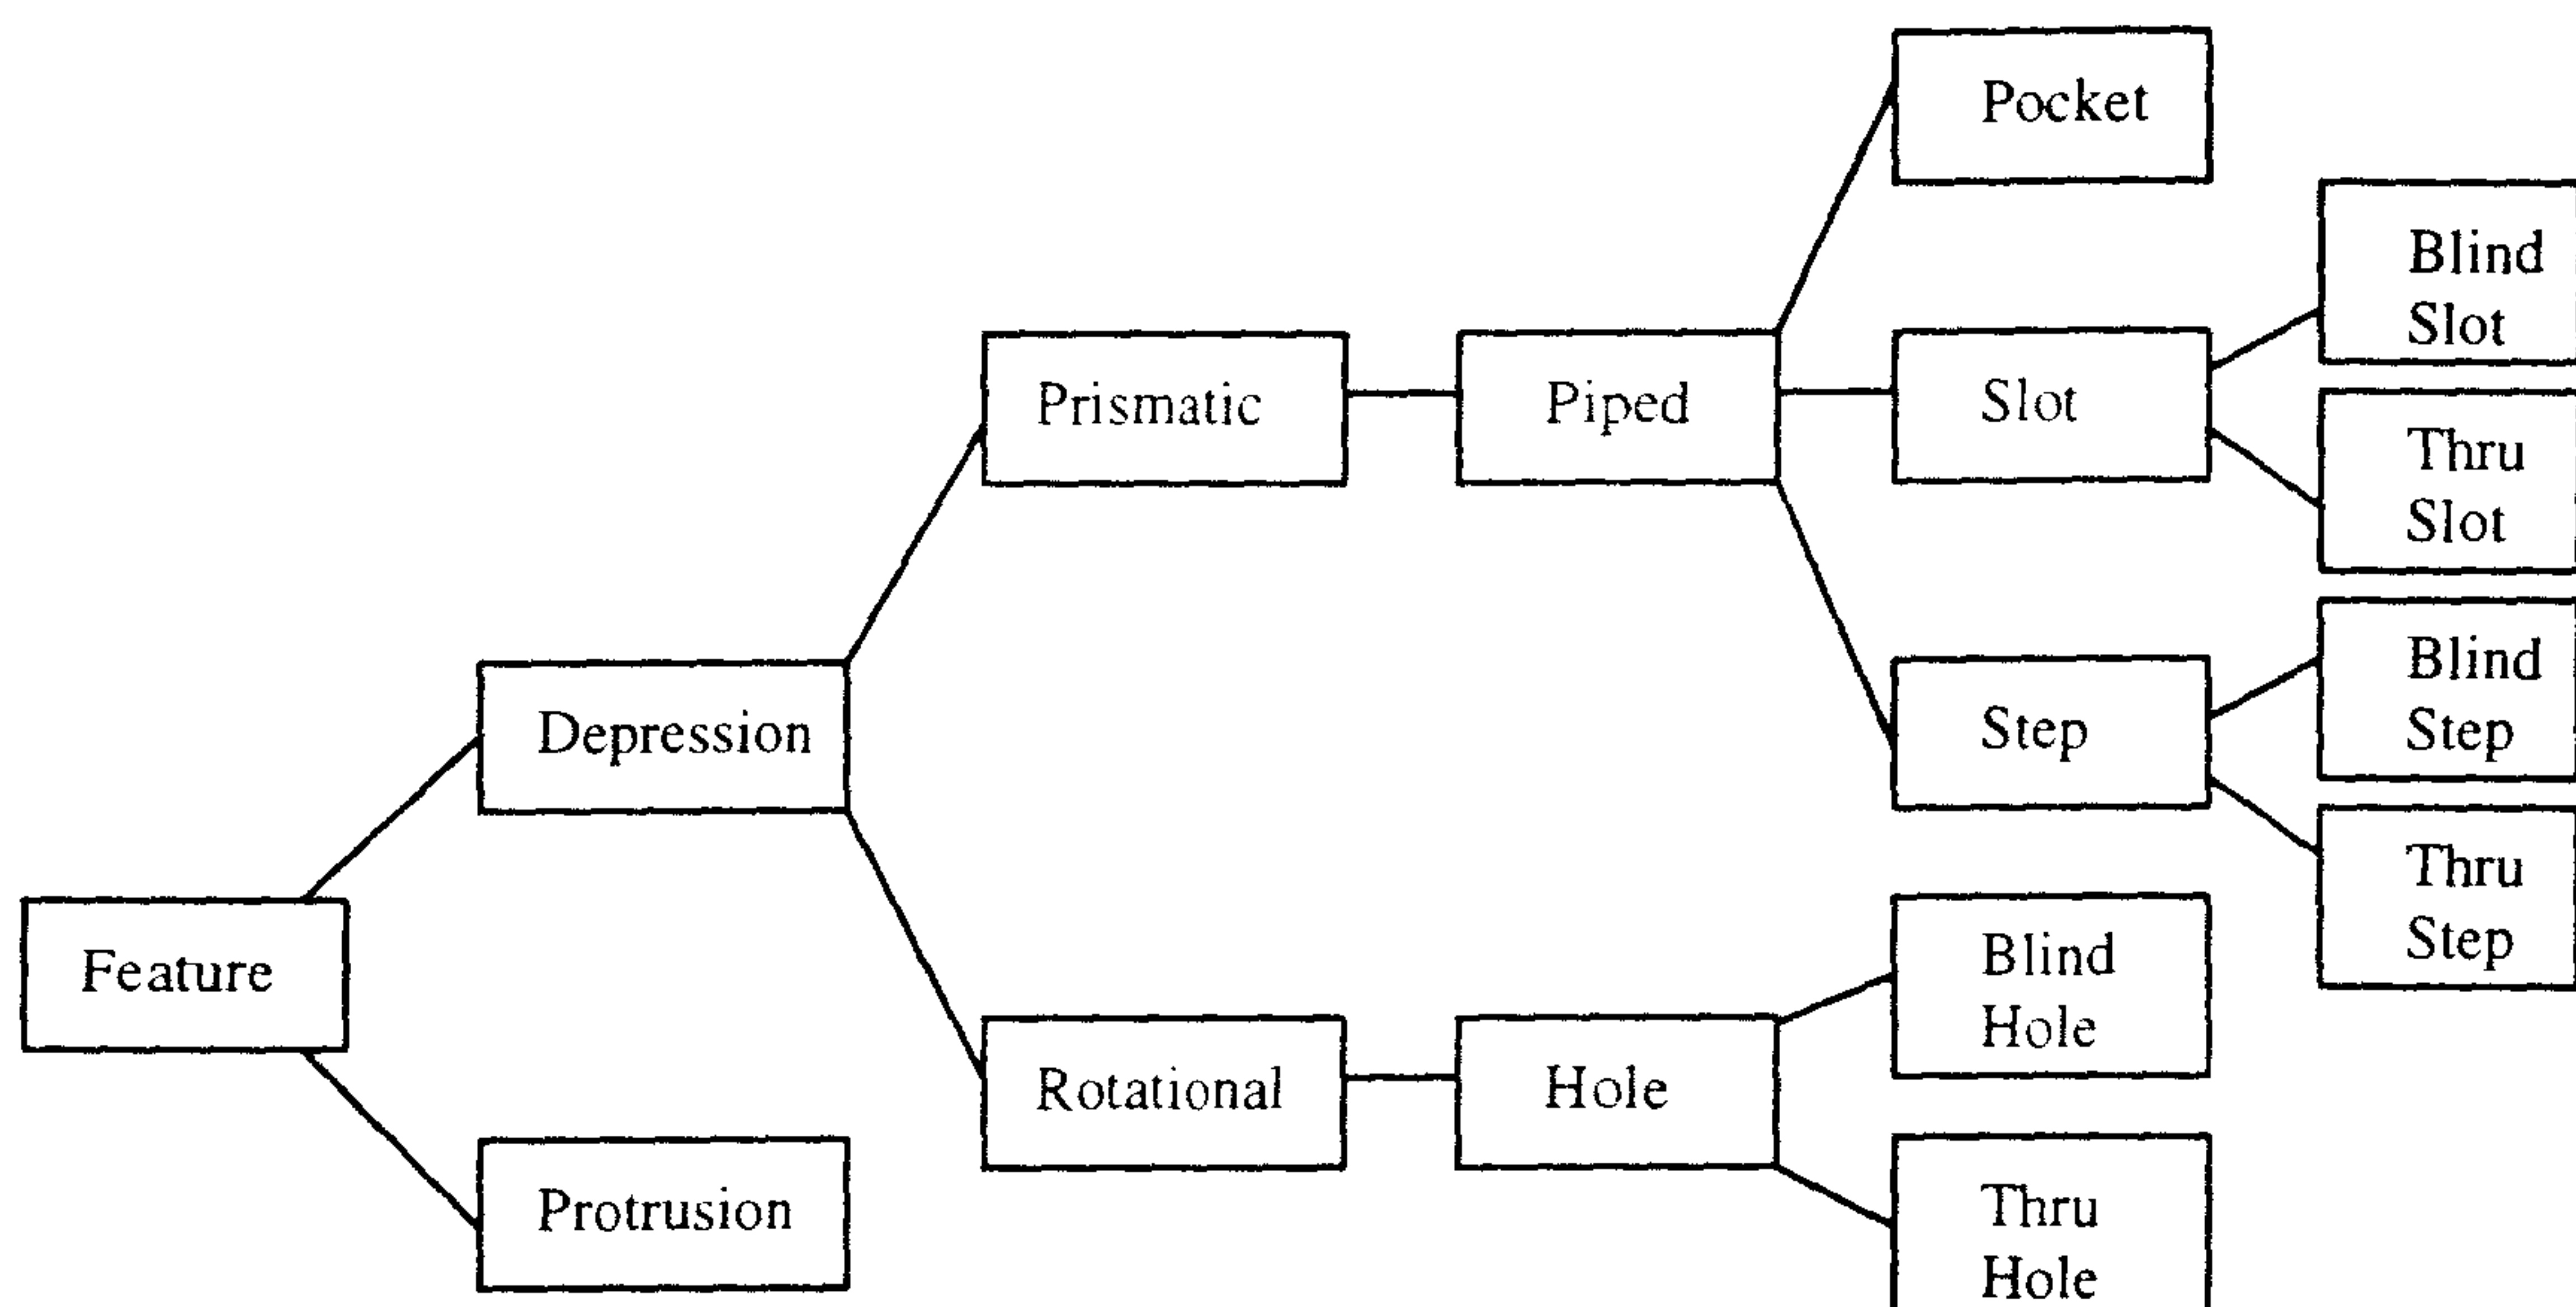 Pocket
Blind
Slot
Prismatic
Piped
Slot
Thru
Slot
Depression
Step
Blind
Step
Thru
Step
Feature
Blind
Hole
Rotational
Hole
Protrusion
Thru
Hole